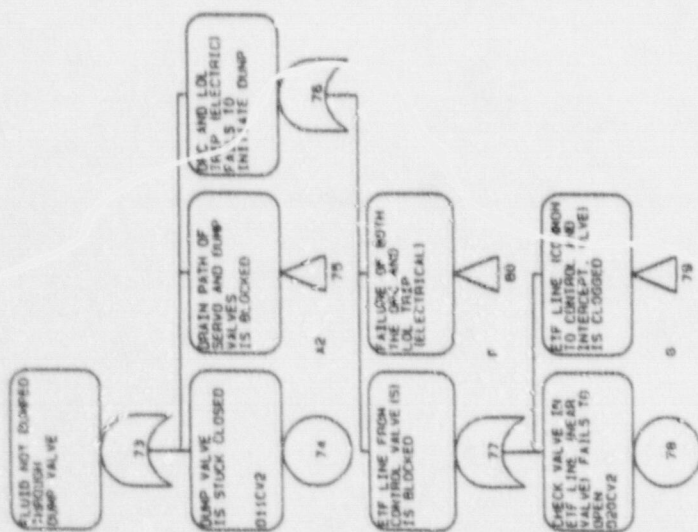 FLUID NOT DUMPED
THROUGH
DUMP VALVE
73
DUMP VALVE
IS STUCK CLOSED
D11CV2
74
DRAIN PATH OF
SERVO AND DUMP
VALVES
IS BLOCKED
A2
75
OPC AND LOL
TRIP (ELECTRIC)
FAILS TO
INITIATE DUMP
76
ETF LINE FROM
CONTROL VALVE (S)
IS BLOCKED
77
FAILURE OF BOTH
THE OPC AND
LOL TRIP
(ELECTRICAL)
F
80
CHECK VALVE IN
ETF LINE (NEAR
VALVE) FAILS TO
OPEN
D20CV2
78
ETF LINE (COMMON
TO CONTROL AND
INTERCEPT.
IS CLOGGED
G
79